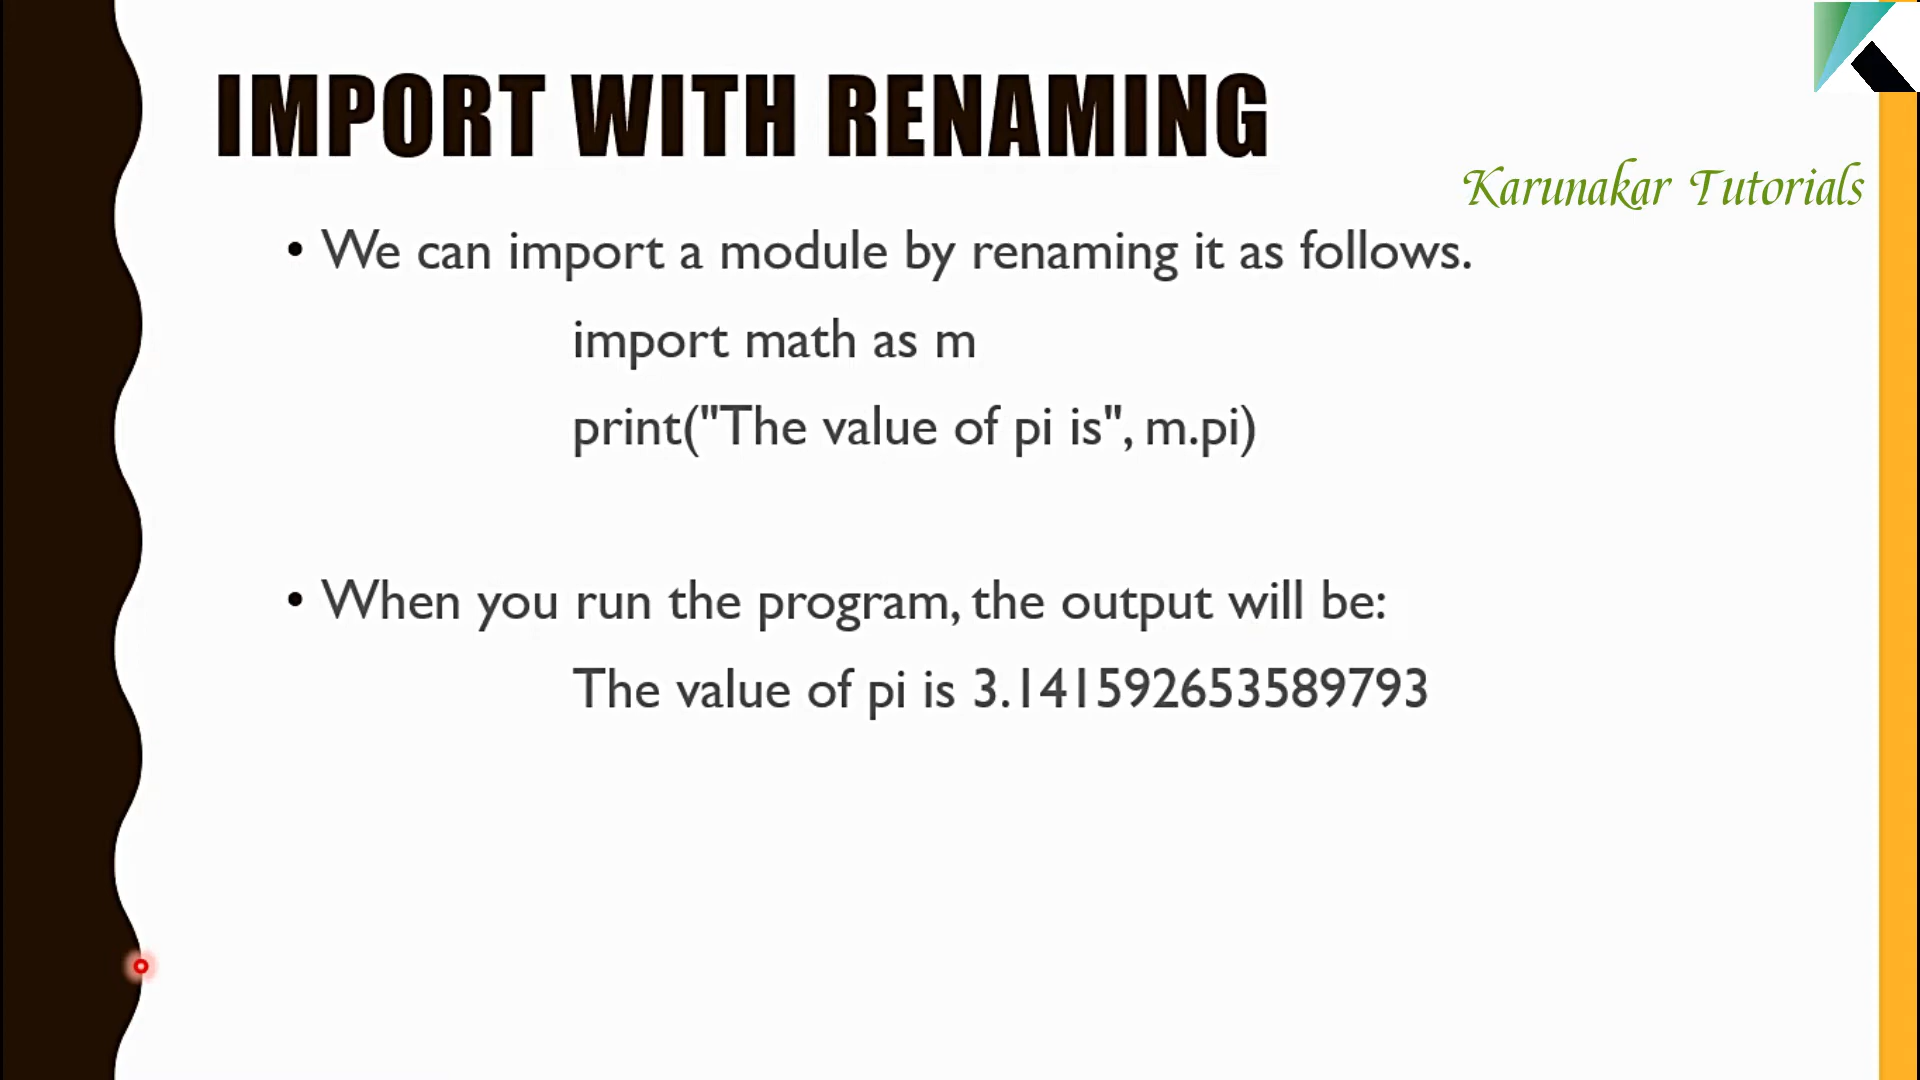 IMPORT WITH RENAMING
Karunakar Tutorials
• We can import a module by renaming it as follows.
import math as m
print("The value of pi is", m.pi)
• When you run the program, the output will be:
The value of pi is 3.141592653589793